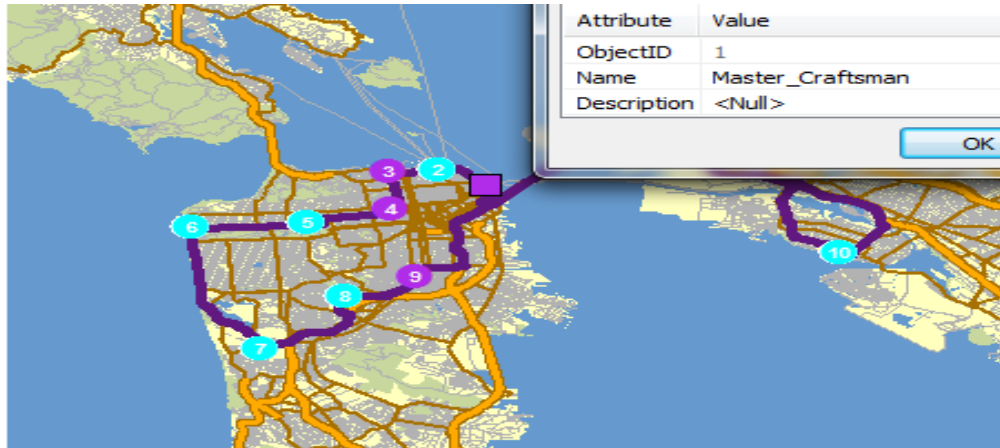 Attribute Value
ObjectID 1
Name Master_Craftsman
Description <Null>
OK
3 2
4
6 5
9
10
8
7